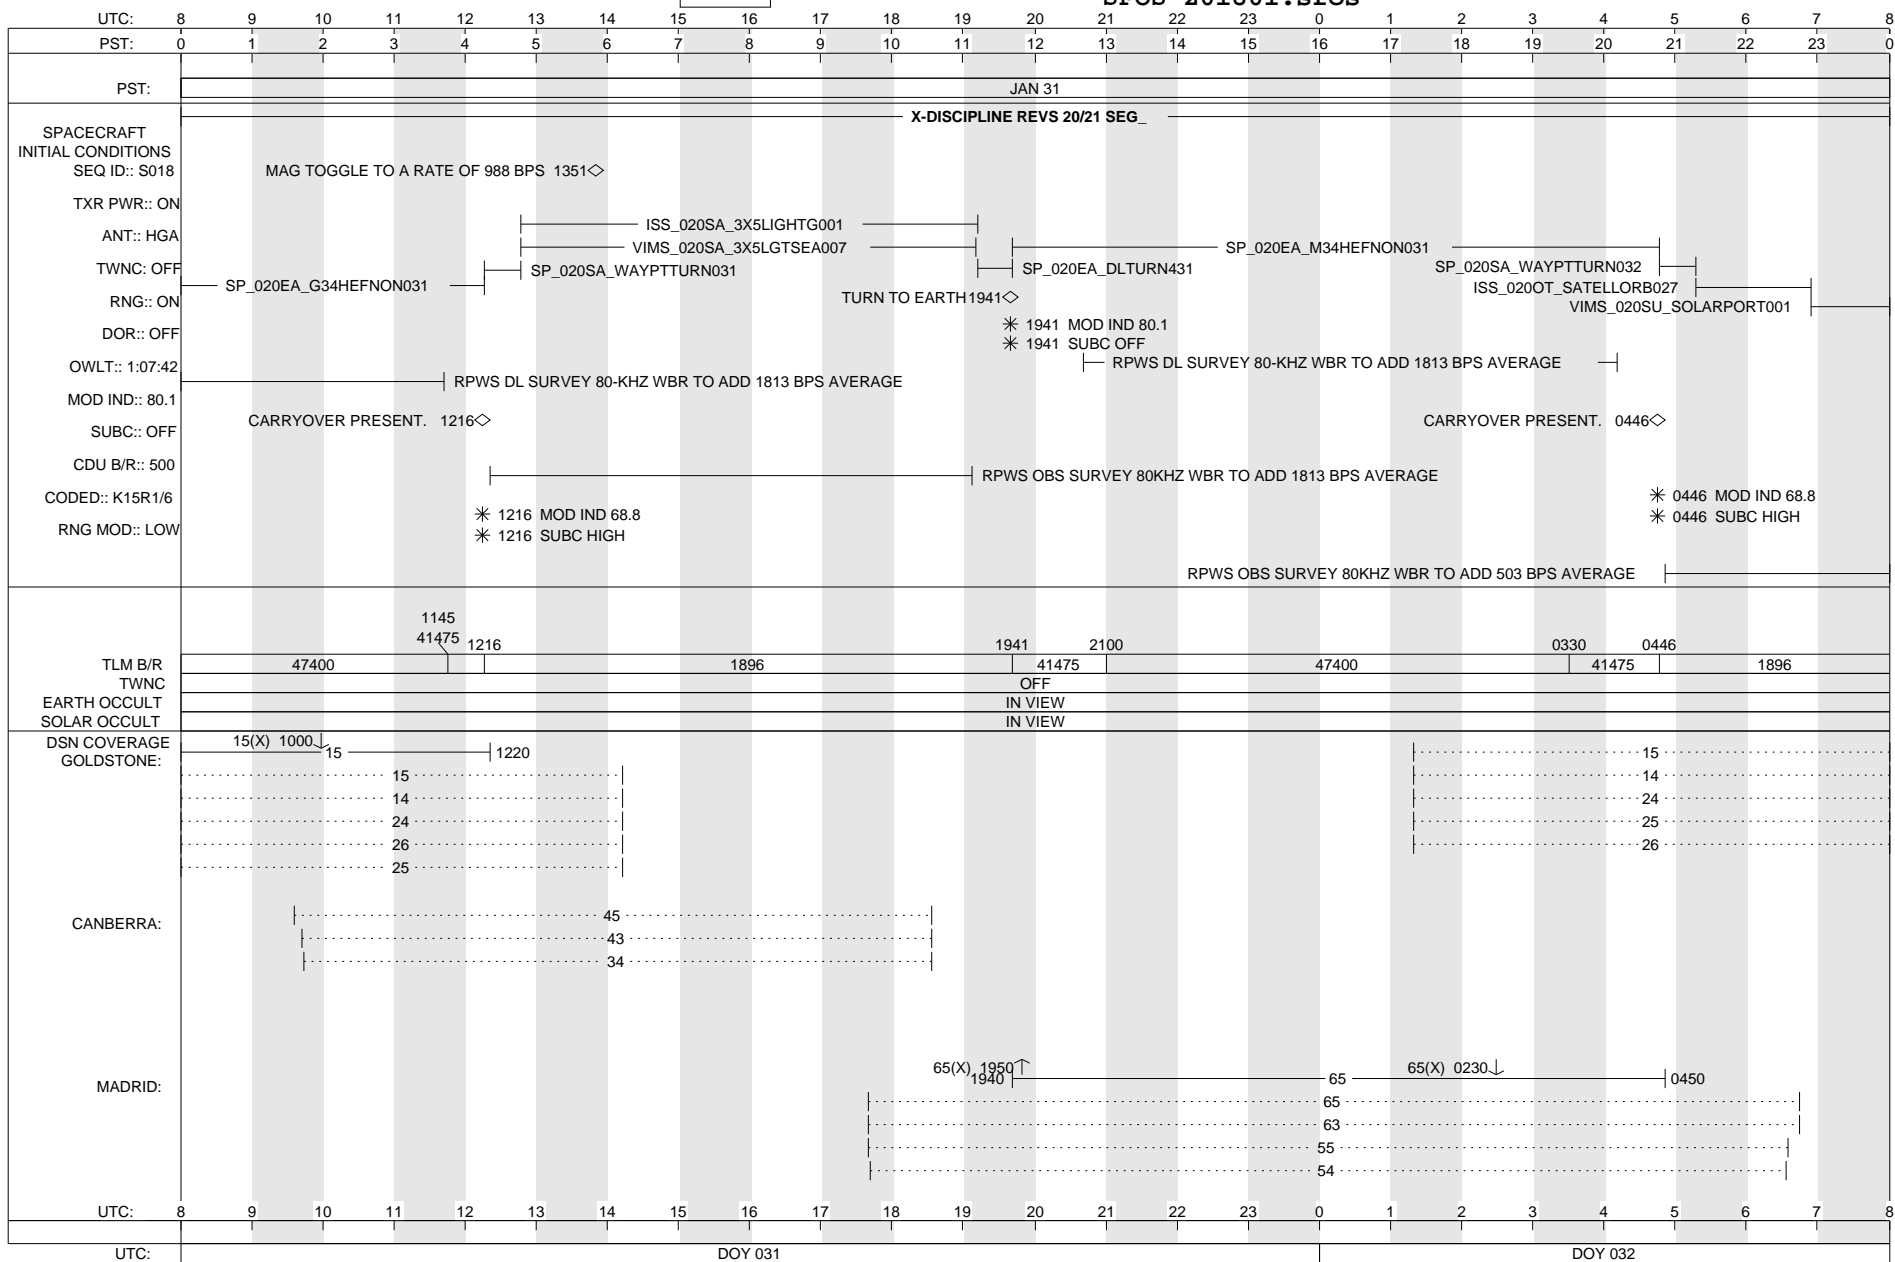 SFOS 201801.sfos
UTC: 8 9 10 11 12 13 14 15 16 17 18 19 20 21 22 23 0 1 2 3 4 5 6 7 8
PST: 0 1 2 3 4 5 6 7 8 9 10 11 12 13 14 15 16 17 18 19 20 21 22 23 0
PST: JAN 31
X-DISCIPLINE REVS 20/21 SEG_
SPACECRAFT
INITIAL CONDITIONS
SEQ ID:: S018
MAG TOGGLE TO A RATE OF 988 BPS 1351
TXR PWR:: ON
ISS_020SA_3X5LIGHTG001
ANT:: HGA
VIMS_020SA_3X5LGTSEA007
SP_020EA_M34HEFNON031
TWNC: OFF
SP_020SA_WAYPTTURN031
SP_020EA_DLTURN431
SP_020SA_WAYPTTURN032
SP_020EA_G34HEFNON031
ISS_020OT_SATELLORB027
RNG:: ON
TURN TO EARTH 1941
VIMS_020SU_SOLARPORT001
1941 MOD IND 80.1
DOR:: OFF
1941 SUBC OFF
OWLT:: 1:07:42
RPWS DL SURVEY 80-KHZ WBR TO ADD 1813 BPS AVERAGE
RPWS DL SURVEY 80-KHZ WBR TO ADD 1813 BPS AVERAGE
MOD IND:: 80.1
CARRYOVER PRESENT. 1216
CARRYOVER PRESENT. 0446
SUBC:: OFF
CDU B/R:: 500
RPWS OBS SURVEY 80KHZ WBR TO ADD 1813 BPS AVERAGE
CODED:: K15R1/6
0446 MOD IND 68.8
1216 MOD IND 68.8
0446 SUBC HIGH
RNG MOD:: LOW
1216 SUBC HIGH
RPWS OBS SURVEY 80KHZ WBR TO ADD 503 BPS AVERAGE
1145
41475 1216 1941 2100 0330 0446
TLM B/R 47400 1896 41475 47400 41475 1896
TWNC OFF
EARTH OCCULT IN VIEW
SOLAR OCCULT IN VIEW
DSN COVERAGE
15(X) 1000
GOLDSTONE: 15 1220 15
15 14
14 24
24 25
26 26
25
CANBERRA: 45
43
34
65(X) 1950 65(X) 0230
MADRID: 1940 65 0450
65
63
55
54
UTC: 8 9 10 11 12 13 14 15 16 17 18 19 20 21 22 23 0 1 2 3 4 5 6 7 8
UTC: DOY 031 DOY 032